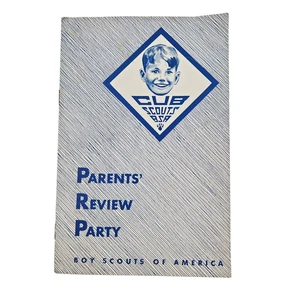 CUB
SCOUTS
BSA
PARENTS'
REVIEW
PARTY
BOY SCOUTS OF AMERICA